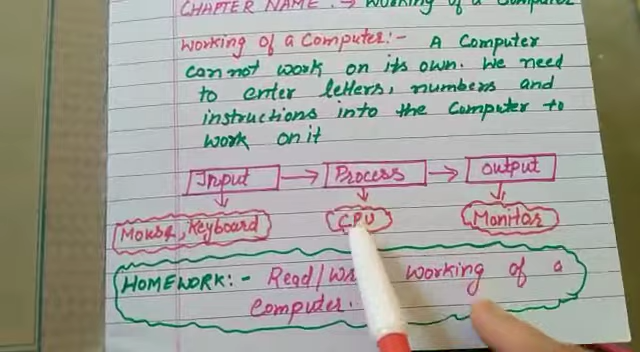 CHAPTER NAME :→ Working of a Computer
Working of a Computer:- A Computer
can not work on its own. We need
to enter letters, numbers and
instructions into the Computer to
work on it
Input → Process → output
Mouse, Keyboard CPU Monitor
HOMEWORK:- Read/ Working of a
Computer.